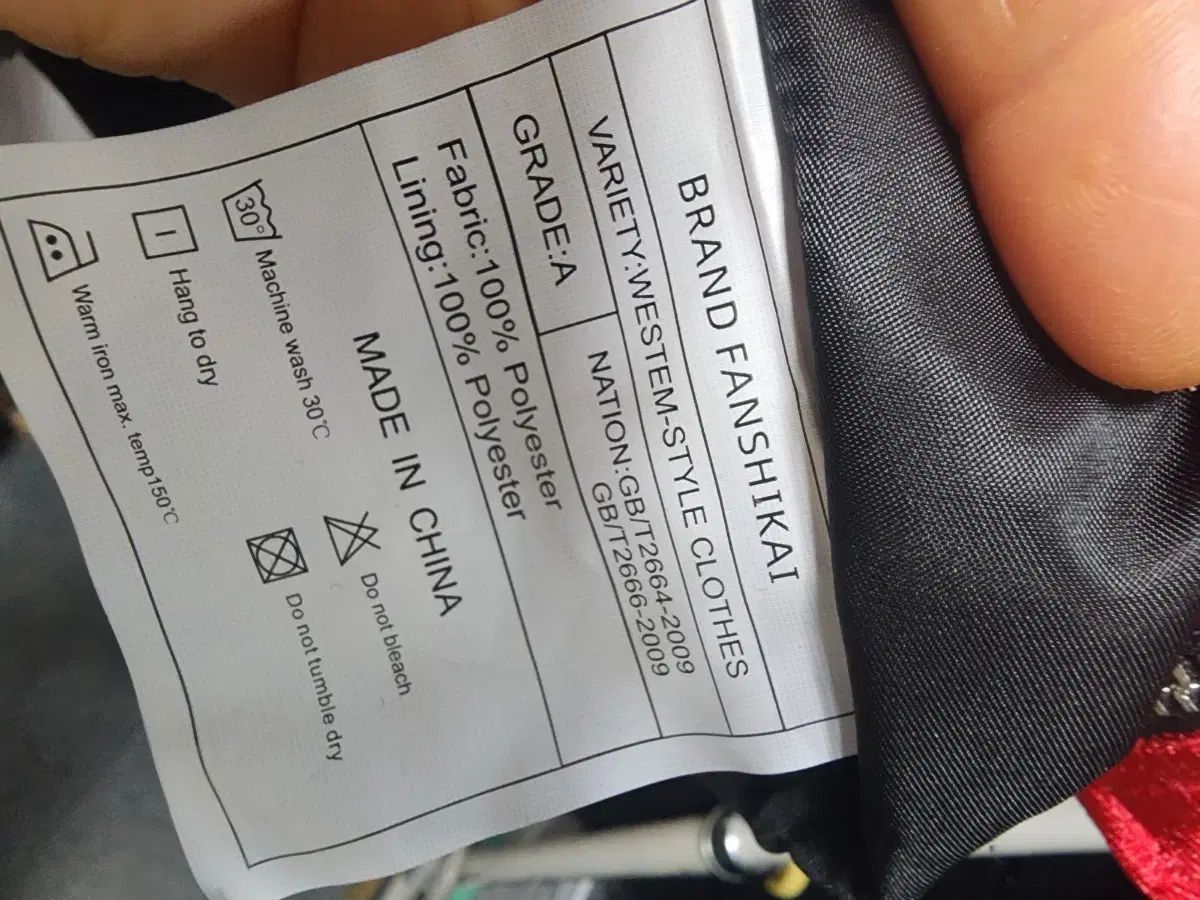 BRAND FANSHIKAI
VARIETY:WESTEM-STYLE CLOTHES
GRADE:A
NATION:GB/T2664-2009
GB/T2666-2009
Fabric:100% Polyester
Lining:100% Polyester
MADE IN CHINA
30° Machine wash 30℃
Do not bleach
Hang to dry
Do not tumble dry
Warm iron max. temp150℃